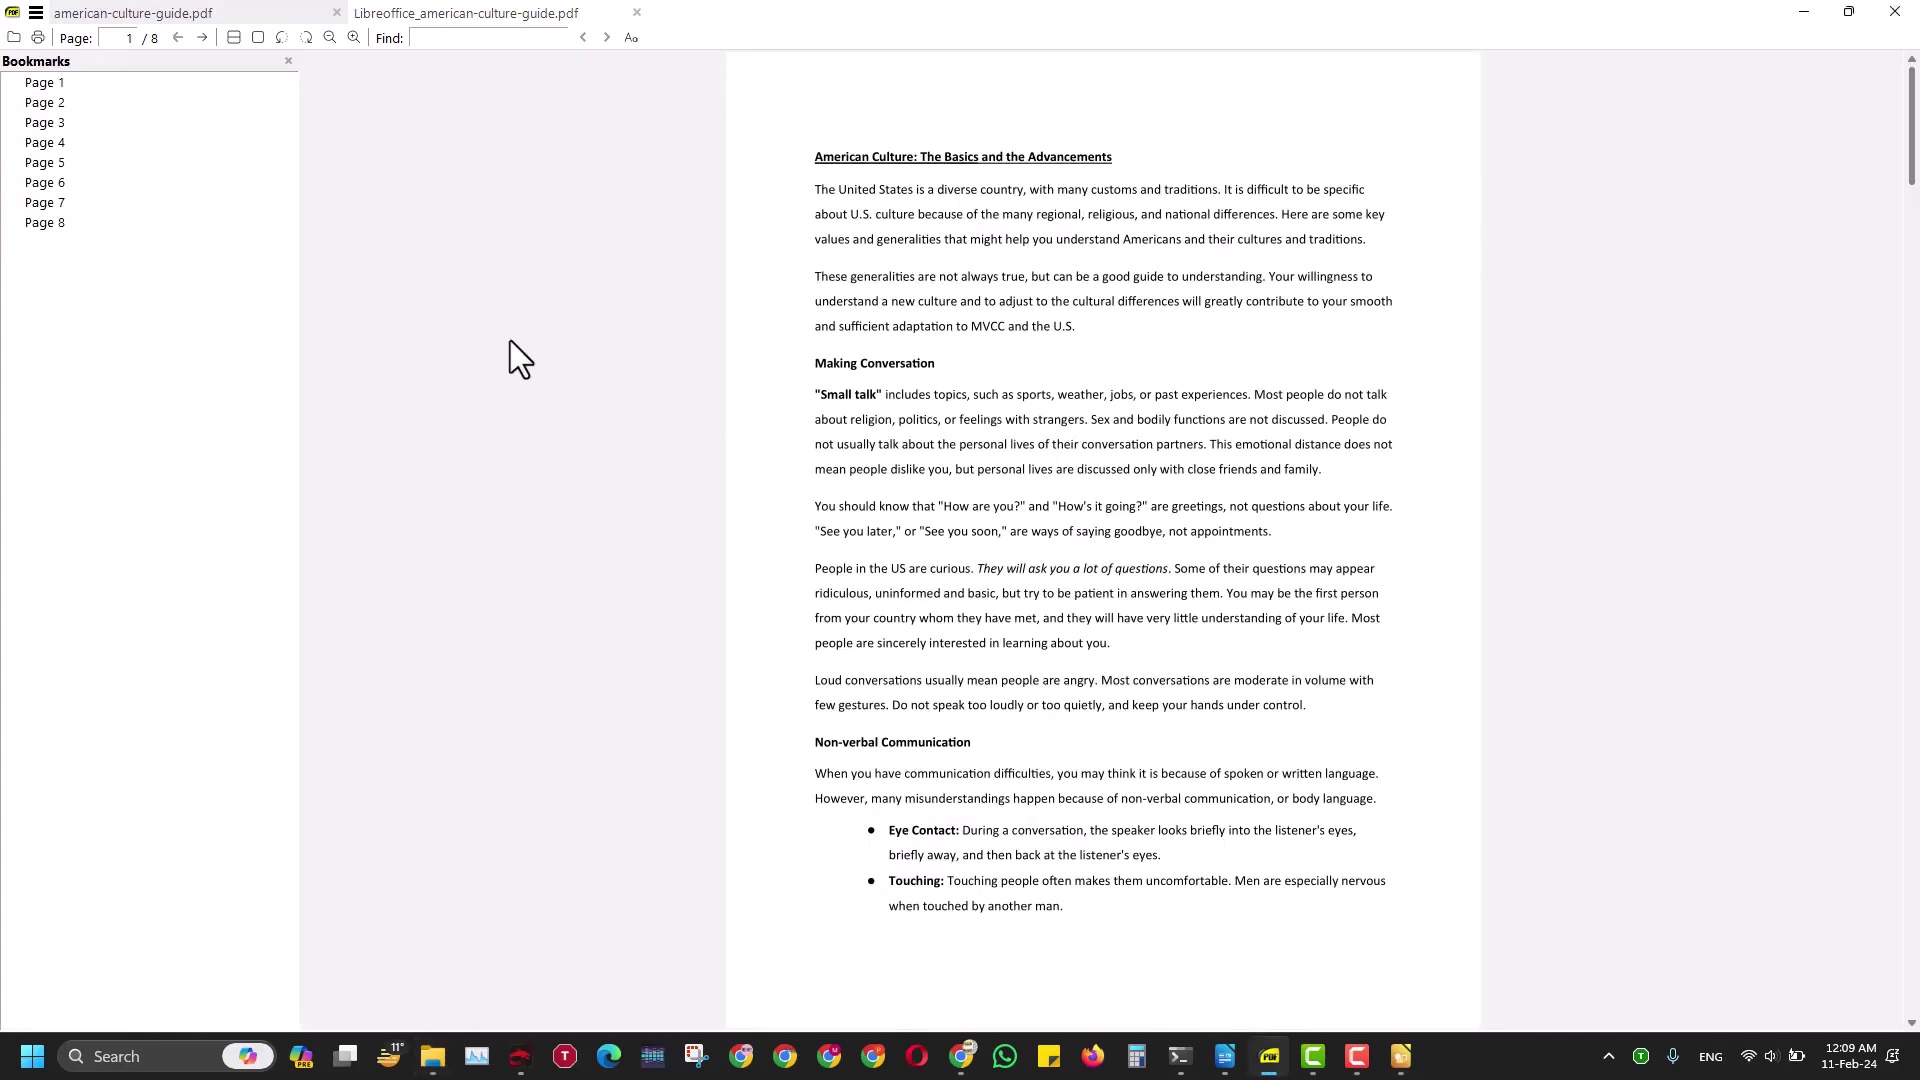 american-culture-guide.pdf
Libreoffice_american-culture-guide.pdf
Page: 1 / 8
Find:
Bookmarks
Page 1
Page 2
Page 3
Page 4
Page 5
Page 6
Page 7
Page 8
American Culture: The Basics and the Advancements
The United States is a diverse country, with many customs and traditions. It is difficult to be specific
about U.S. culture because of the many regional, religious, and national differences. Here are some key
values and generalities that might help you understand Americans and their cultures and traditions.
These generalities are not always true, but can be a good guide to understanding. Your willingness to
understand a new culture and to adjust to the cultural differences will greatly contribute to your smooth
and sufficient adaptation to MVCC and the U.S.
Making Conversation
"Small talk" includes topics, such as sports, weather, jobs, or past experiences. Most people do not talk
about religion, politics, or feelings with strangers. Sex and bodily functions are not discussed. People do
not usually talk about the personal lives of their conversation partners. This emotional distance does not
mean people dislike you, but personal lives are discussed only with close friends and family.
You should know that "How are you?" and "How's it going?" are greetings, not questions about your life.
"See you later," or "See you soon," are ways of saying goodbye, not appointments.
People in the US are curious. They will ask you a lot of questions. Some of their questions may appear
ridiculous, uninformed and basic, but try to be patient in answering them. You may be the first person
from your country whom they have met, and they will have very little understanding of your life. Most
people are sincerely interested in learning about you.
Loud conversations usually mean people are angry. Most conversations are moderate in volume with
few gestures. Do not speak too loudly or too quietly, and keep your hands under control.
Non-verbal Communication
When you have communication difficulties, you may think it is because of spoken or written language.
However, many misunderstandings happen because of non-verbal communication, or body language.
● Eye Contact: During a conversation, the speaker looks briefly into the listener's eyes,
briefly away, and then back at the listener's eyes.
● Touching: Touching people often makes them uncomfortable. Men are especially nervous
when touched by another man.
Search
PRE
11°
T
PDF
ENG
12:09 AM
11-Feb-24